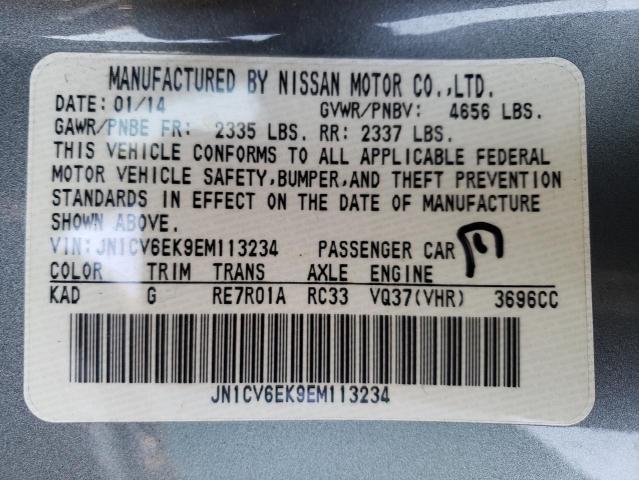 MANUFACTURED BY NISSAN MOTOR CO.,LTD.
DATE: 01/14 GVWR/PNBV: 4656 LBS.
GAWR/PNBE FR: 2335 LBS. RR: 2337 LBS.
THIS VEHICLE CONFORMS TO ALL APPLICABLE FEDERAL
MOTOR VEHICLE SAFETY,BUMPER,AND THEFT PREVENTION
STANDARDS IN EFFECT ON THE DATE OF MANUFACTURE
SHOWN ABOVE.
VIN:JN1CV6EK9EM113234 PASSENGER CAR
COLOR TRIM TRANS AXLE ENGINE
KAD G RE7R01A RC33 VQ37(VHR) 3696CC
JN1CV6EK9EM113234